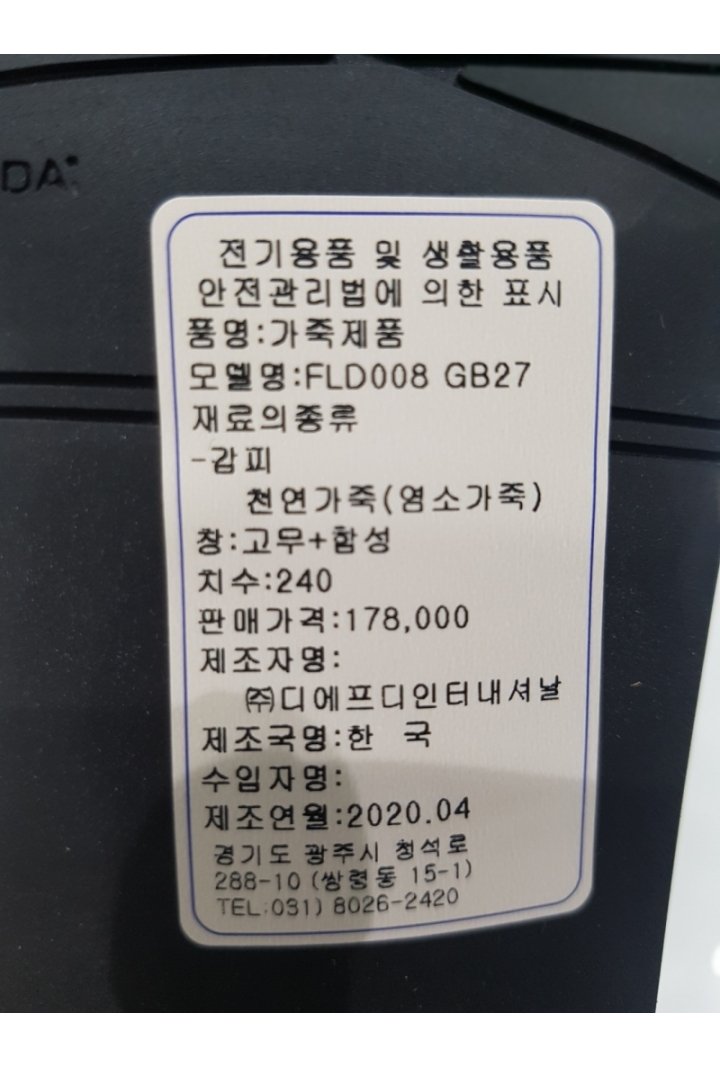 DA
전기용품 및 생활용품
안전관리법에 의한 표시
품명:가죽제품
모델명:FLD008 GB27
재료의종류
-갑피
천연가죽(염소가죽)
창:고무+합성
치수:240
판매가격:178,000
제조자명:
㈜디에프디인터내셔날
제조국명:한 국
수입자명:
제조연월:2020.04
경기도 광주시 청석로
288-10 (쌍령동 15-1)
TEL:031) 8026-2420